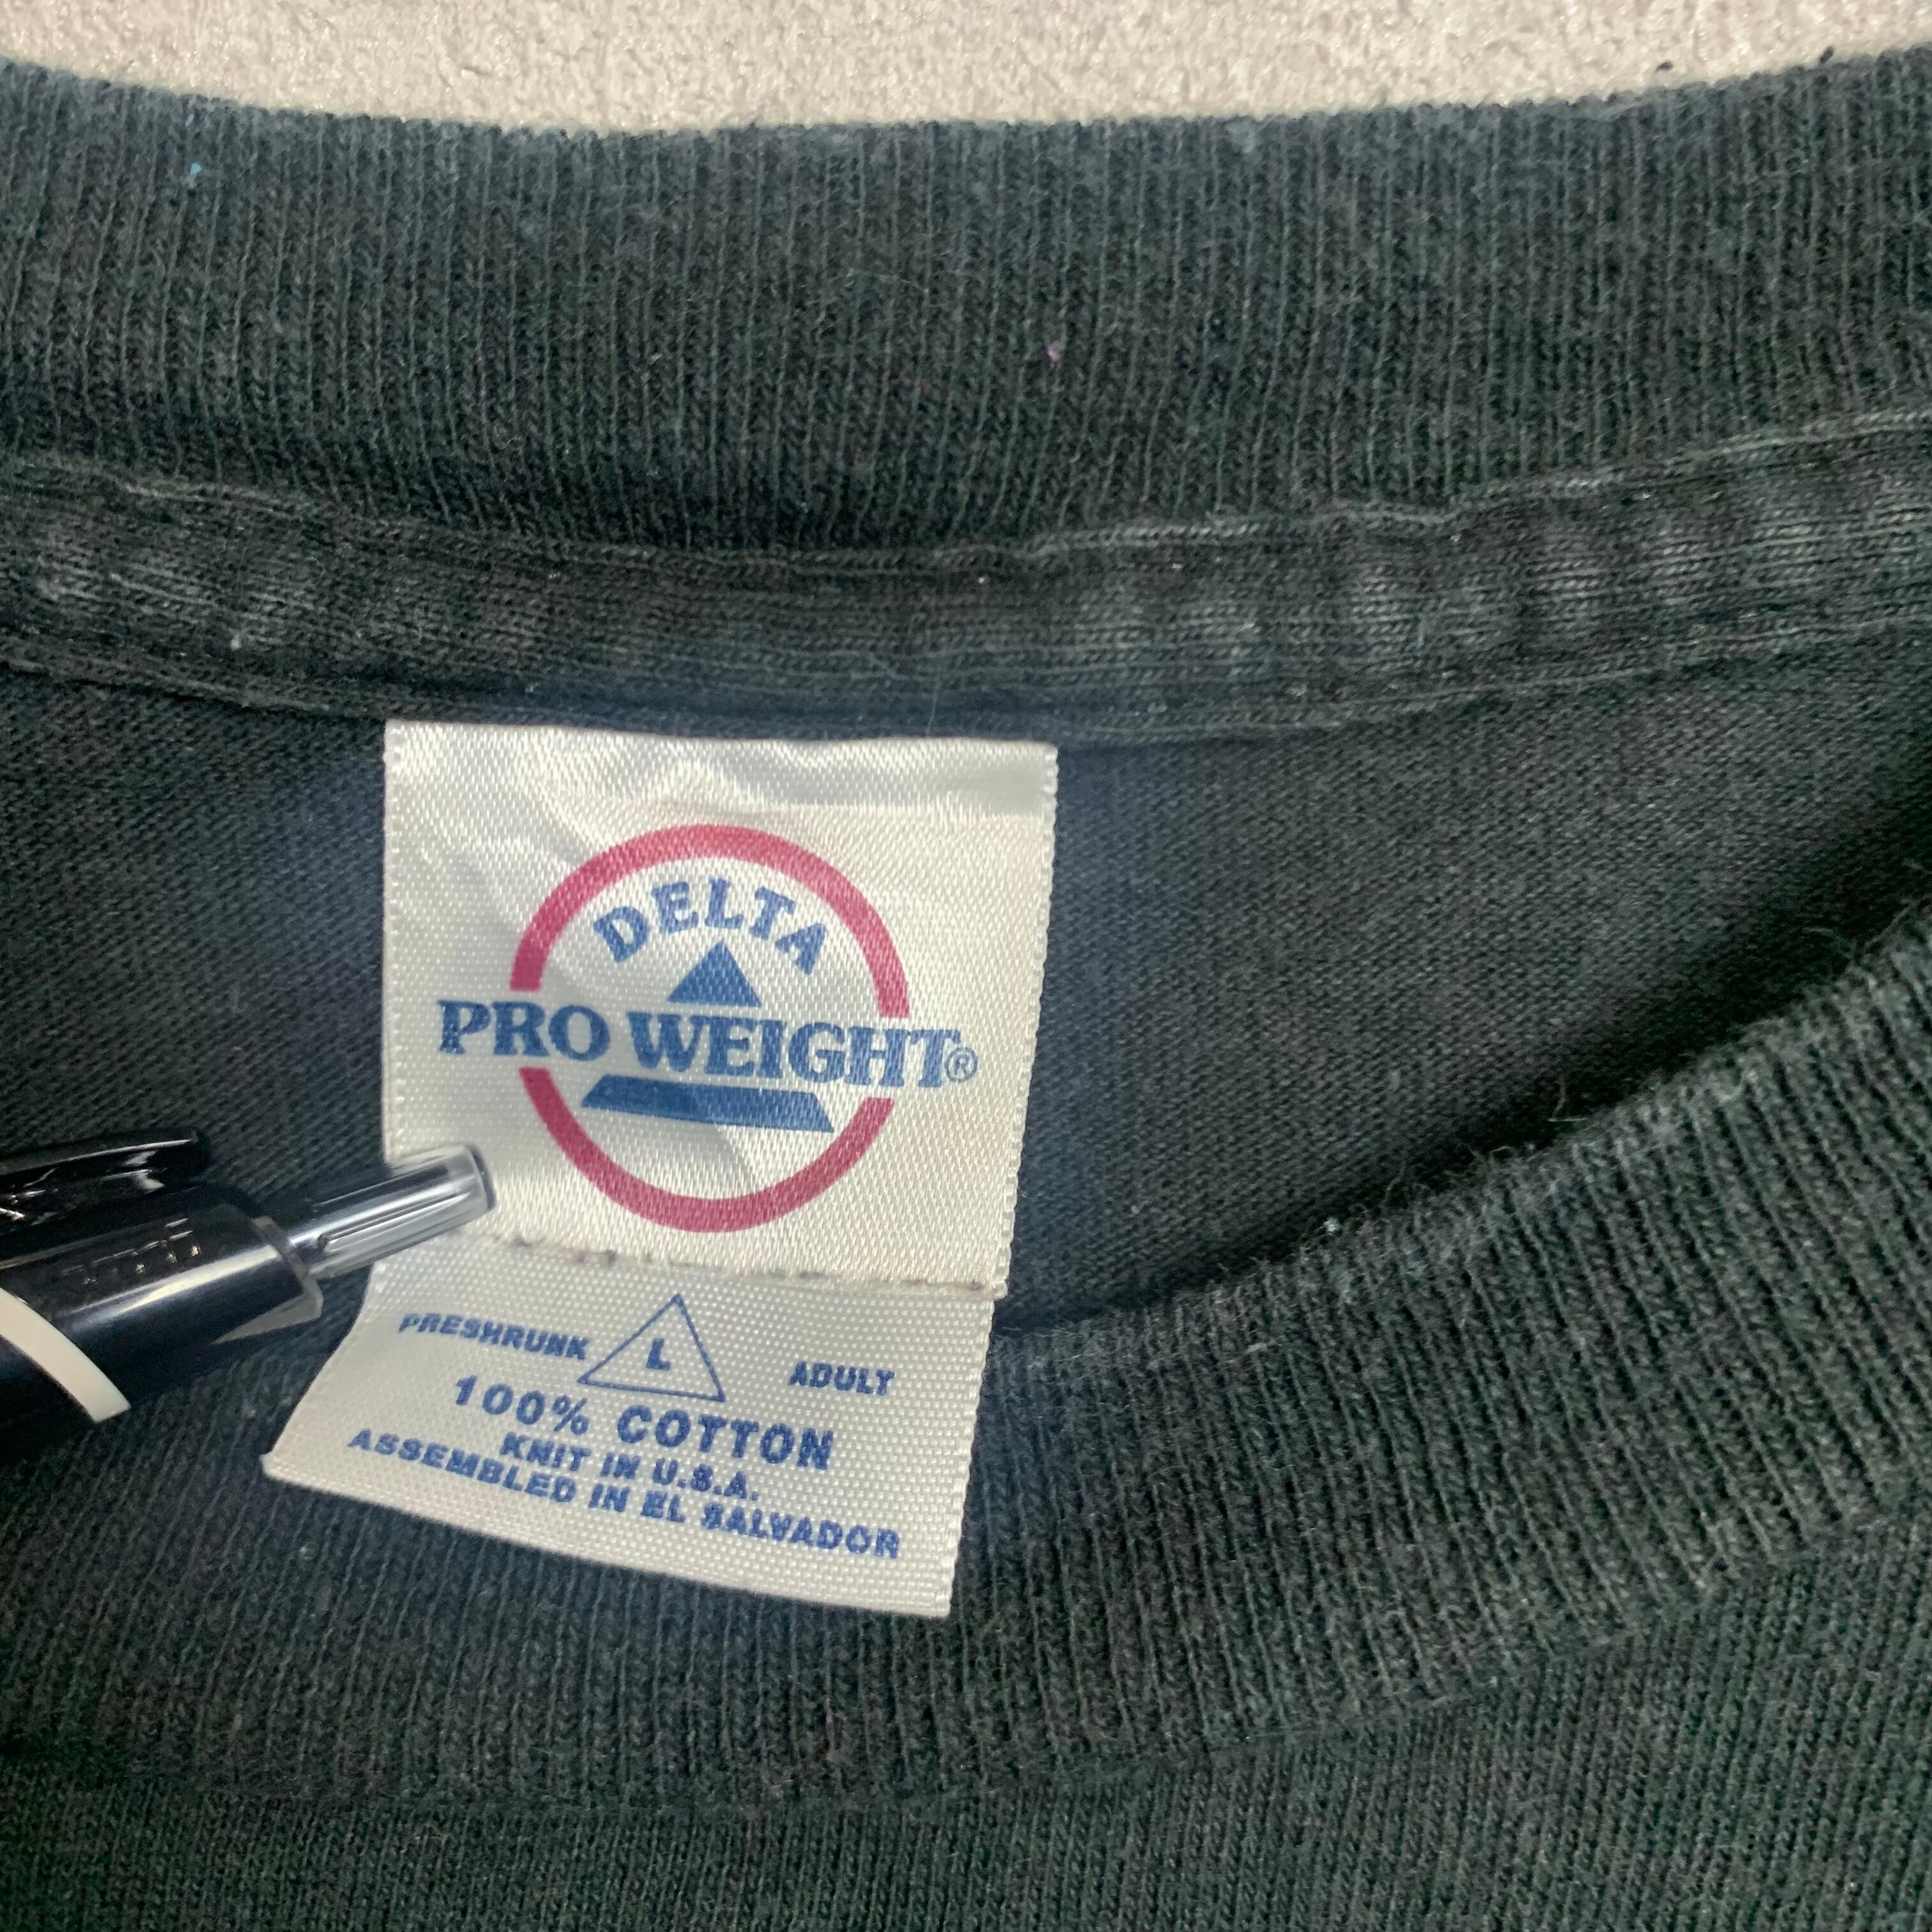 DELTA
PRO WEIGHT®
PRESHRUNK L ADULT
100% COTTON
KNIT IN U.S.A.
ASSEMBLED IN EL SALVADOR